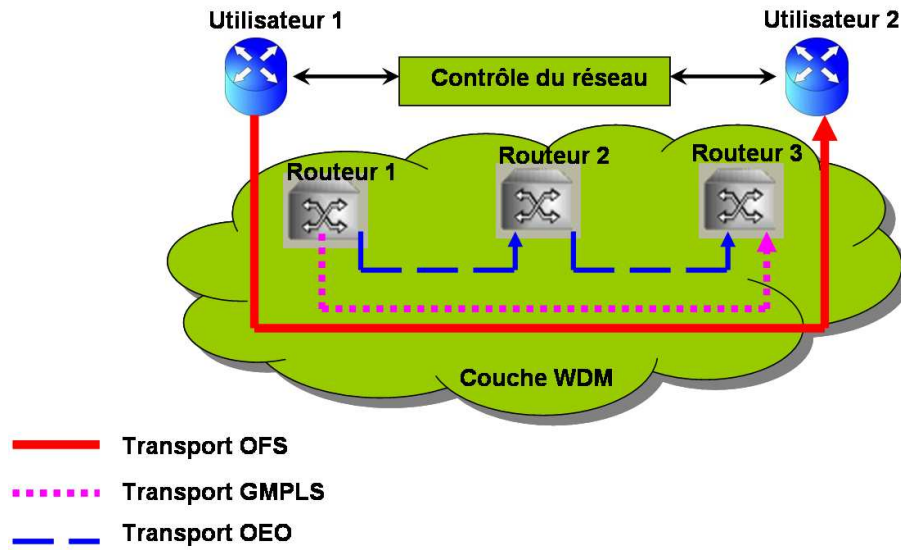 Utilisateur 1
Utilisateur 2
Contrôle du réseau
Routeur 1
Routeur 2
Routeur 3
Couche WDM
Transport OFS
Transport GMPLS
Transport OEO